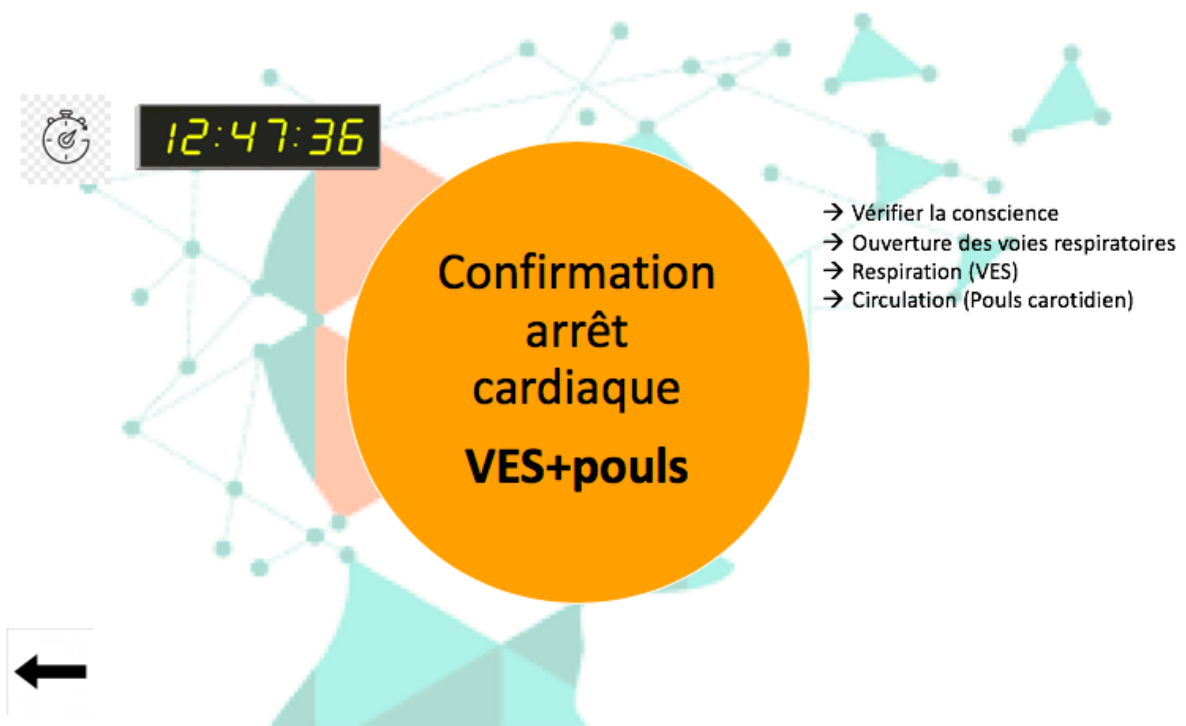 12:47:36
Confirmation
arrêt
cardiaque
VES+pouls
→ Vérifier la conscience
→ Ouverture des voies respiratoires
→ Respiration (VES)
→ Circulation (Pouls carotidien)